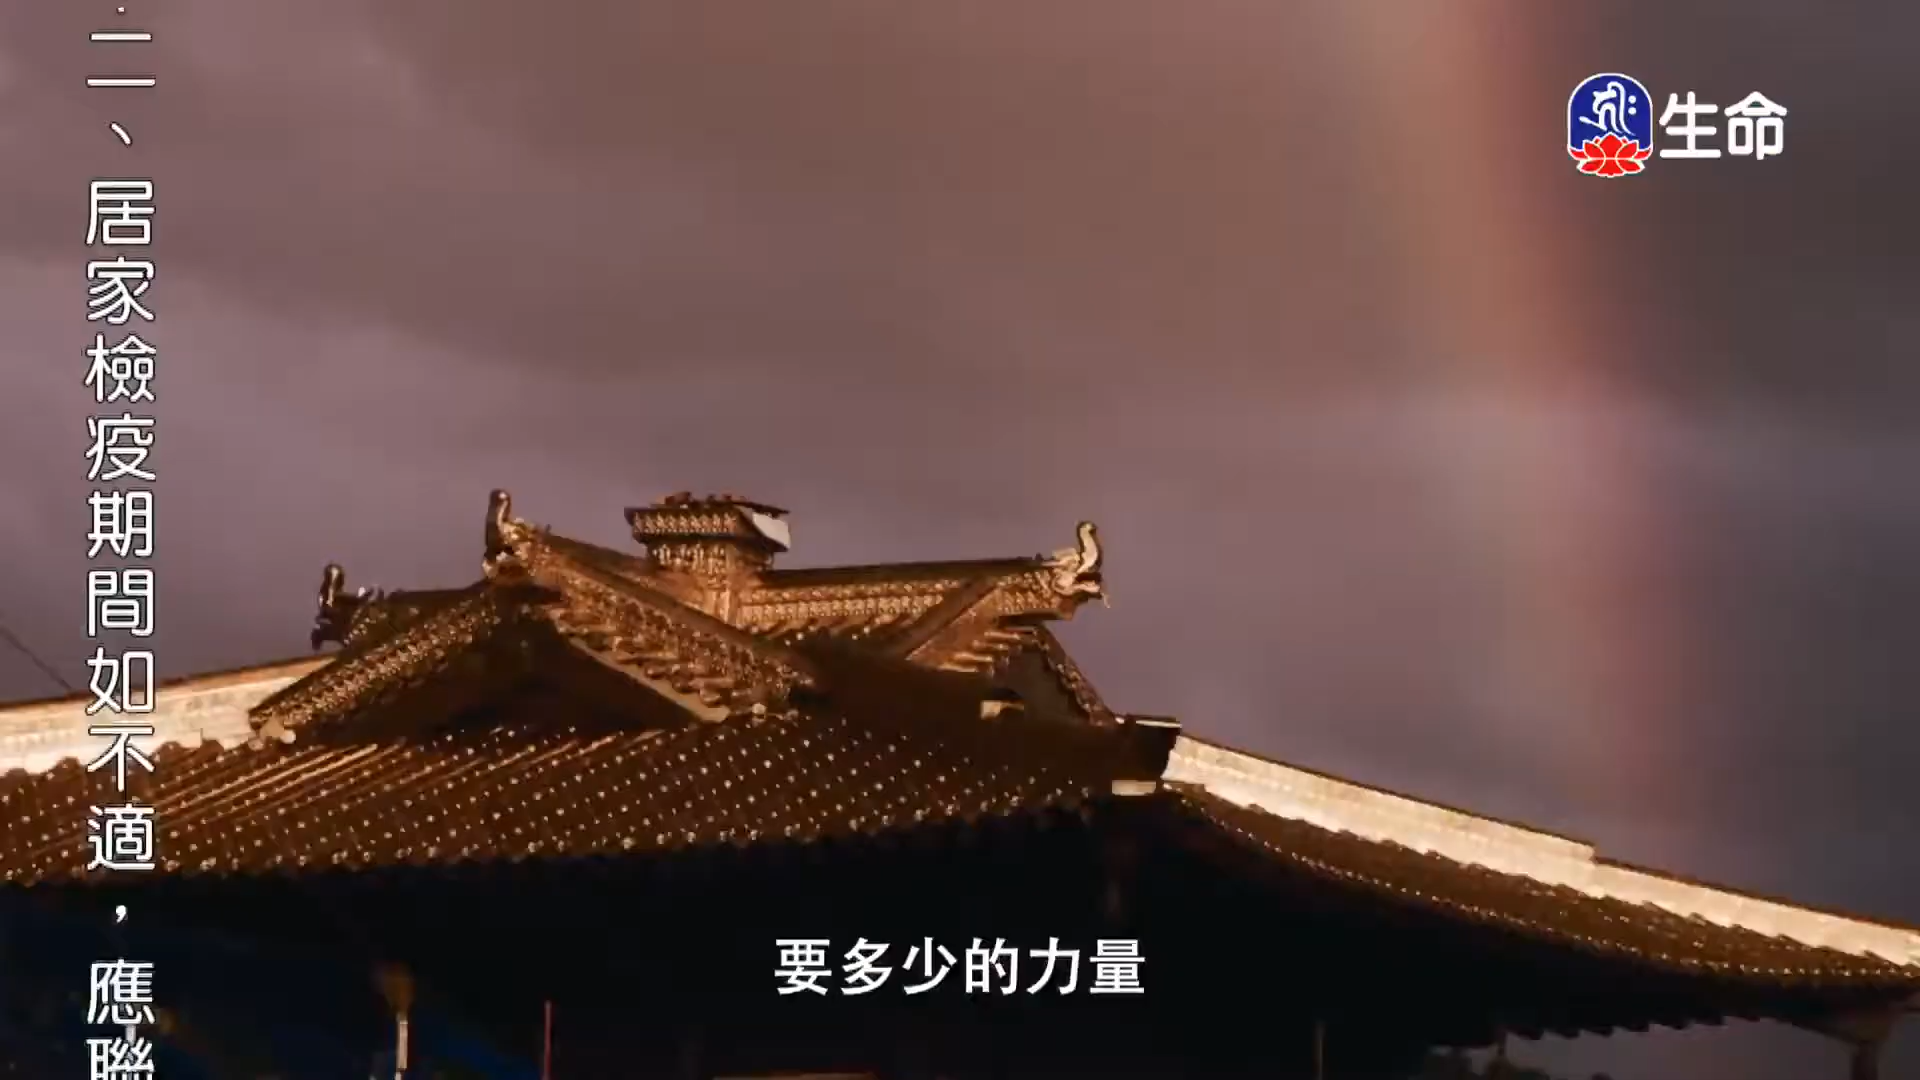 二、居家檢疫期間如不適，應聯
生命
要多少的力量